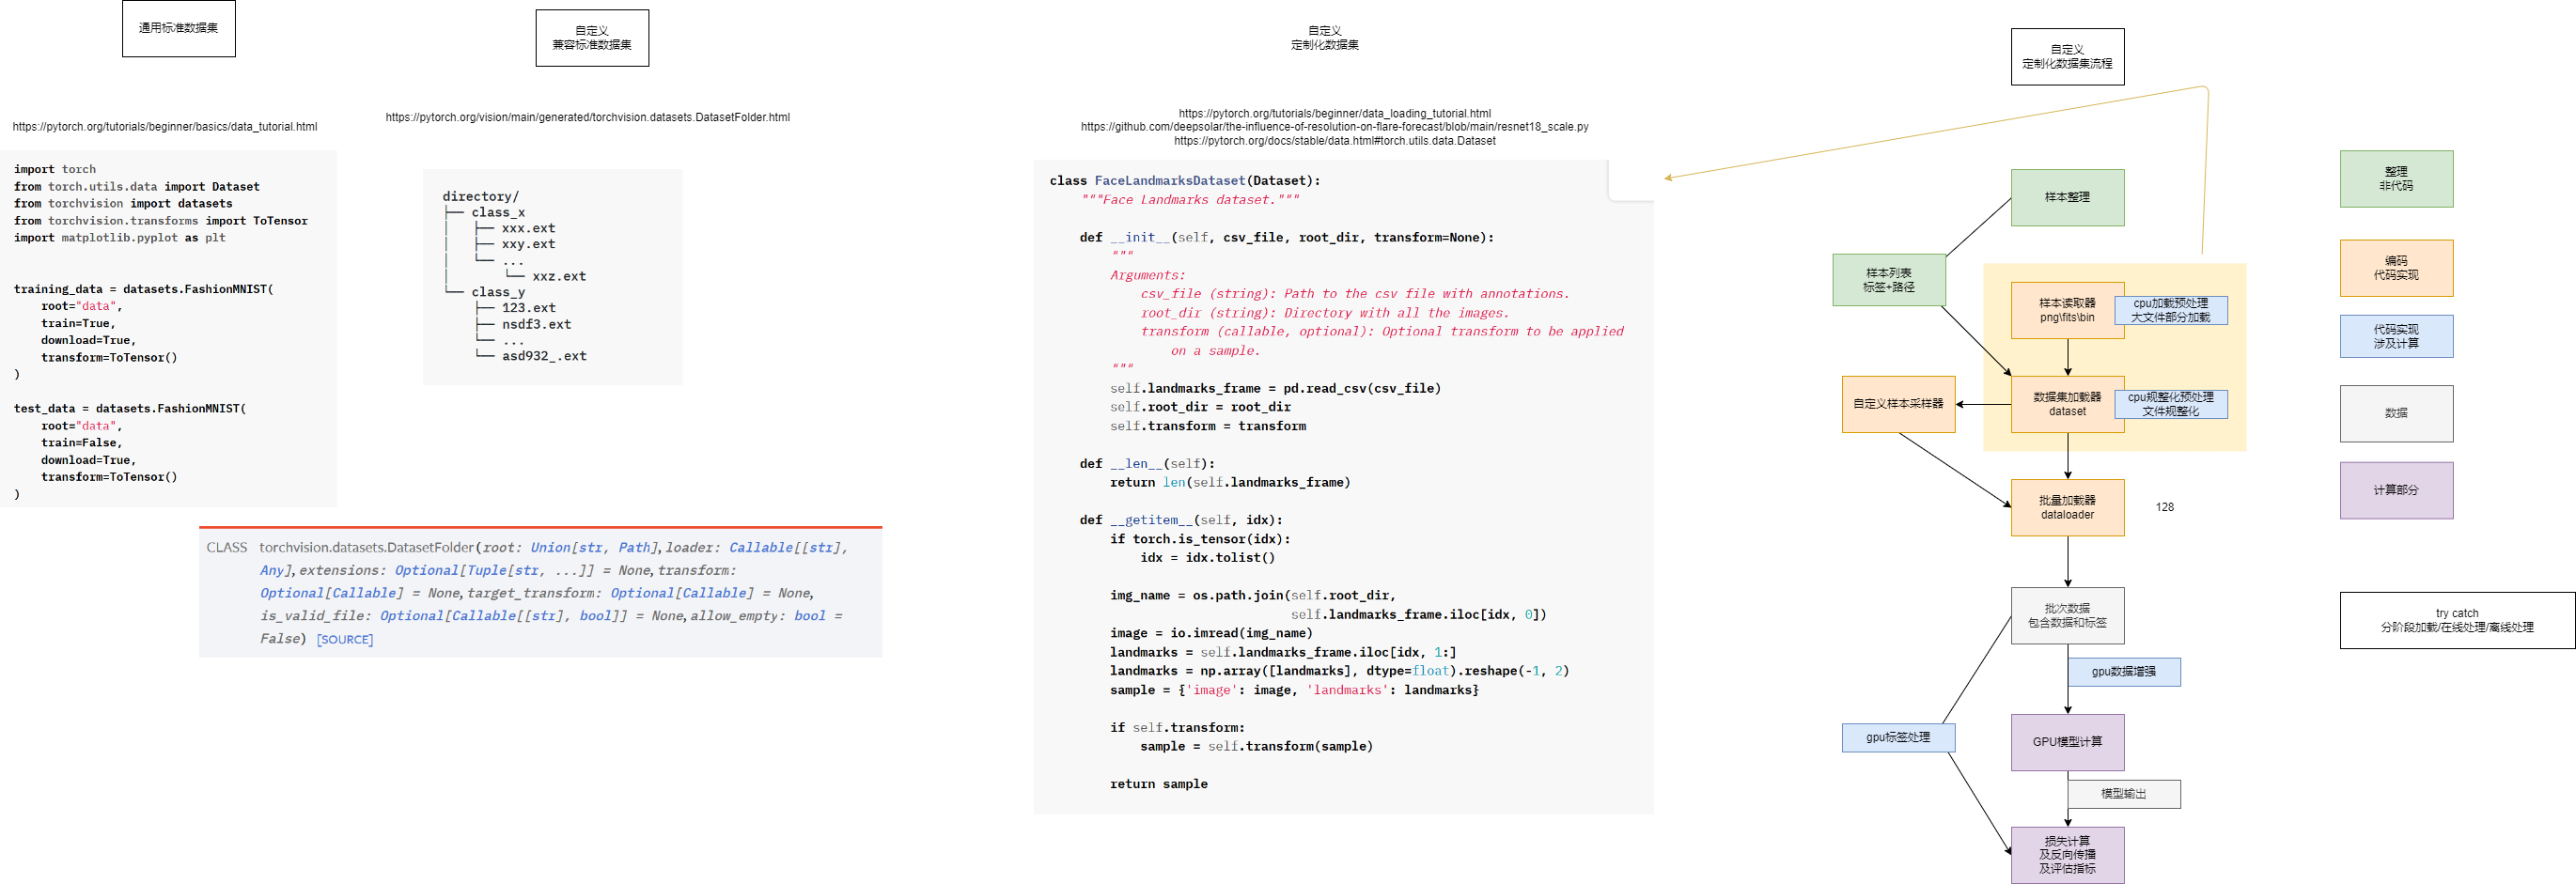 通用标准数据集
https://pytorch.org/tutorials/beginner/basics/data_tutorial.html
import torch
from torch.utils.data import Dataset
from torchvision import datasets
from torchvision.transforms import ToTensor
import matplotlib.pyplot as plt
training_data = datasets.FashionMNIST(
    root="data",
    train=True,
    download=True,
    transform=ToTensor()
)
test_data = datasets.FashionMNIST(
    root="data",
    train=False,
    download=True,
    transform=ToTensor()
)
自定义
兼容标准数据集
https://pytorch.org/vision/main/generated/torchvision.datasets.DatasetFolder.html
directory/
├── class_x
│   ├── xxx.ext
│   ├── xxy.ext
│   └── ...
│       └── xxz.ext
└── class_y
    ├── 123.ext
    ├── nsdf3.ext
    ├── ...
    └── asd932_.ext
CLASS torchvision.datasets.DatasetFolder(root: Union[str, Path], loader: Callable[[str],
Any], extensions: Optional[Tuple[str, ...]] = None, transform:
Optional[Callable] = None, target_transform: Optional[Callable] = None,
is_valid_file: Optional[Callable[[str], bool]] = None, allow_empty: bool =
False) [SOURCE]
自定义
定制化数据集
https://pytorch.org/tutorials/beginner/data_loading_tutorial.html
https://github.com/deepsolar/the-influence-of-resolution-on-flare-forecast/blob/main/resnet18_scale.py
https://pytorch.org/docs/stable/data.html#torch.utils.data.Dataset
class FaceLandmarksDataset(Dataset):
    """Face Landmarks dataset."""
    def __init__(self, csv_file, root_dir, transform=None):
        """
        Arguments:
            csv_file (string): Path to the csv file with annotations.
            root_dir (string): Directory with all the images.
            transform (callable, optional): Optional transform to be applied
                on a sample.
        """
        self.landmarks_frame = pd.read_csv(csv_file)
        self.root_dir = root_dir
        self.transform = transform
    def __len__(self):
        return len(self.landmarks_frame)
    def __getitem__(self, idx):
        if torch.is_tensor(idx):
            idx = idx.tolist()
        img_name = os.path.join(self.root_dir,
                                self.landmarks_frame.iloc[idx, 0])
        image = io.imread(img_name)
        landmarks = self.landmarks_frame.iloc[idx, 1:]
        landmarks = np.array([landmarks], dtype=float).reshape(-1, 2)
        sample = {'image': image, 'landmarks': landmarks}
        if self.transform:
            sample = self.transform(sample)
        return sample
自定义
定制化数据集流程
样本整理
样本列表
标签+路径
样本读取器
png\fits\bin
cpu加载预处理
大文件部分加载
自定义样本采样器
数据集加载器
dataset
cpu规整化预处理
文件规整化
批量加载器
dataloader
128
批次数据
包含数据和标签
gpu数据增强
gpu标签处理
GPU模型计算
模型输出
损失计算
及反向传播
及评估指标
整理
非代码
编码
代码实现
代码实现
涉及计算
数据
计算部分
try catch
分阶段加载/在线处理/离线处理